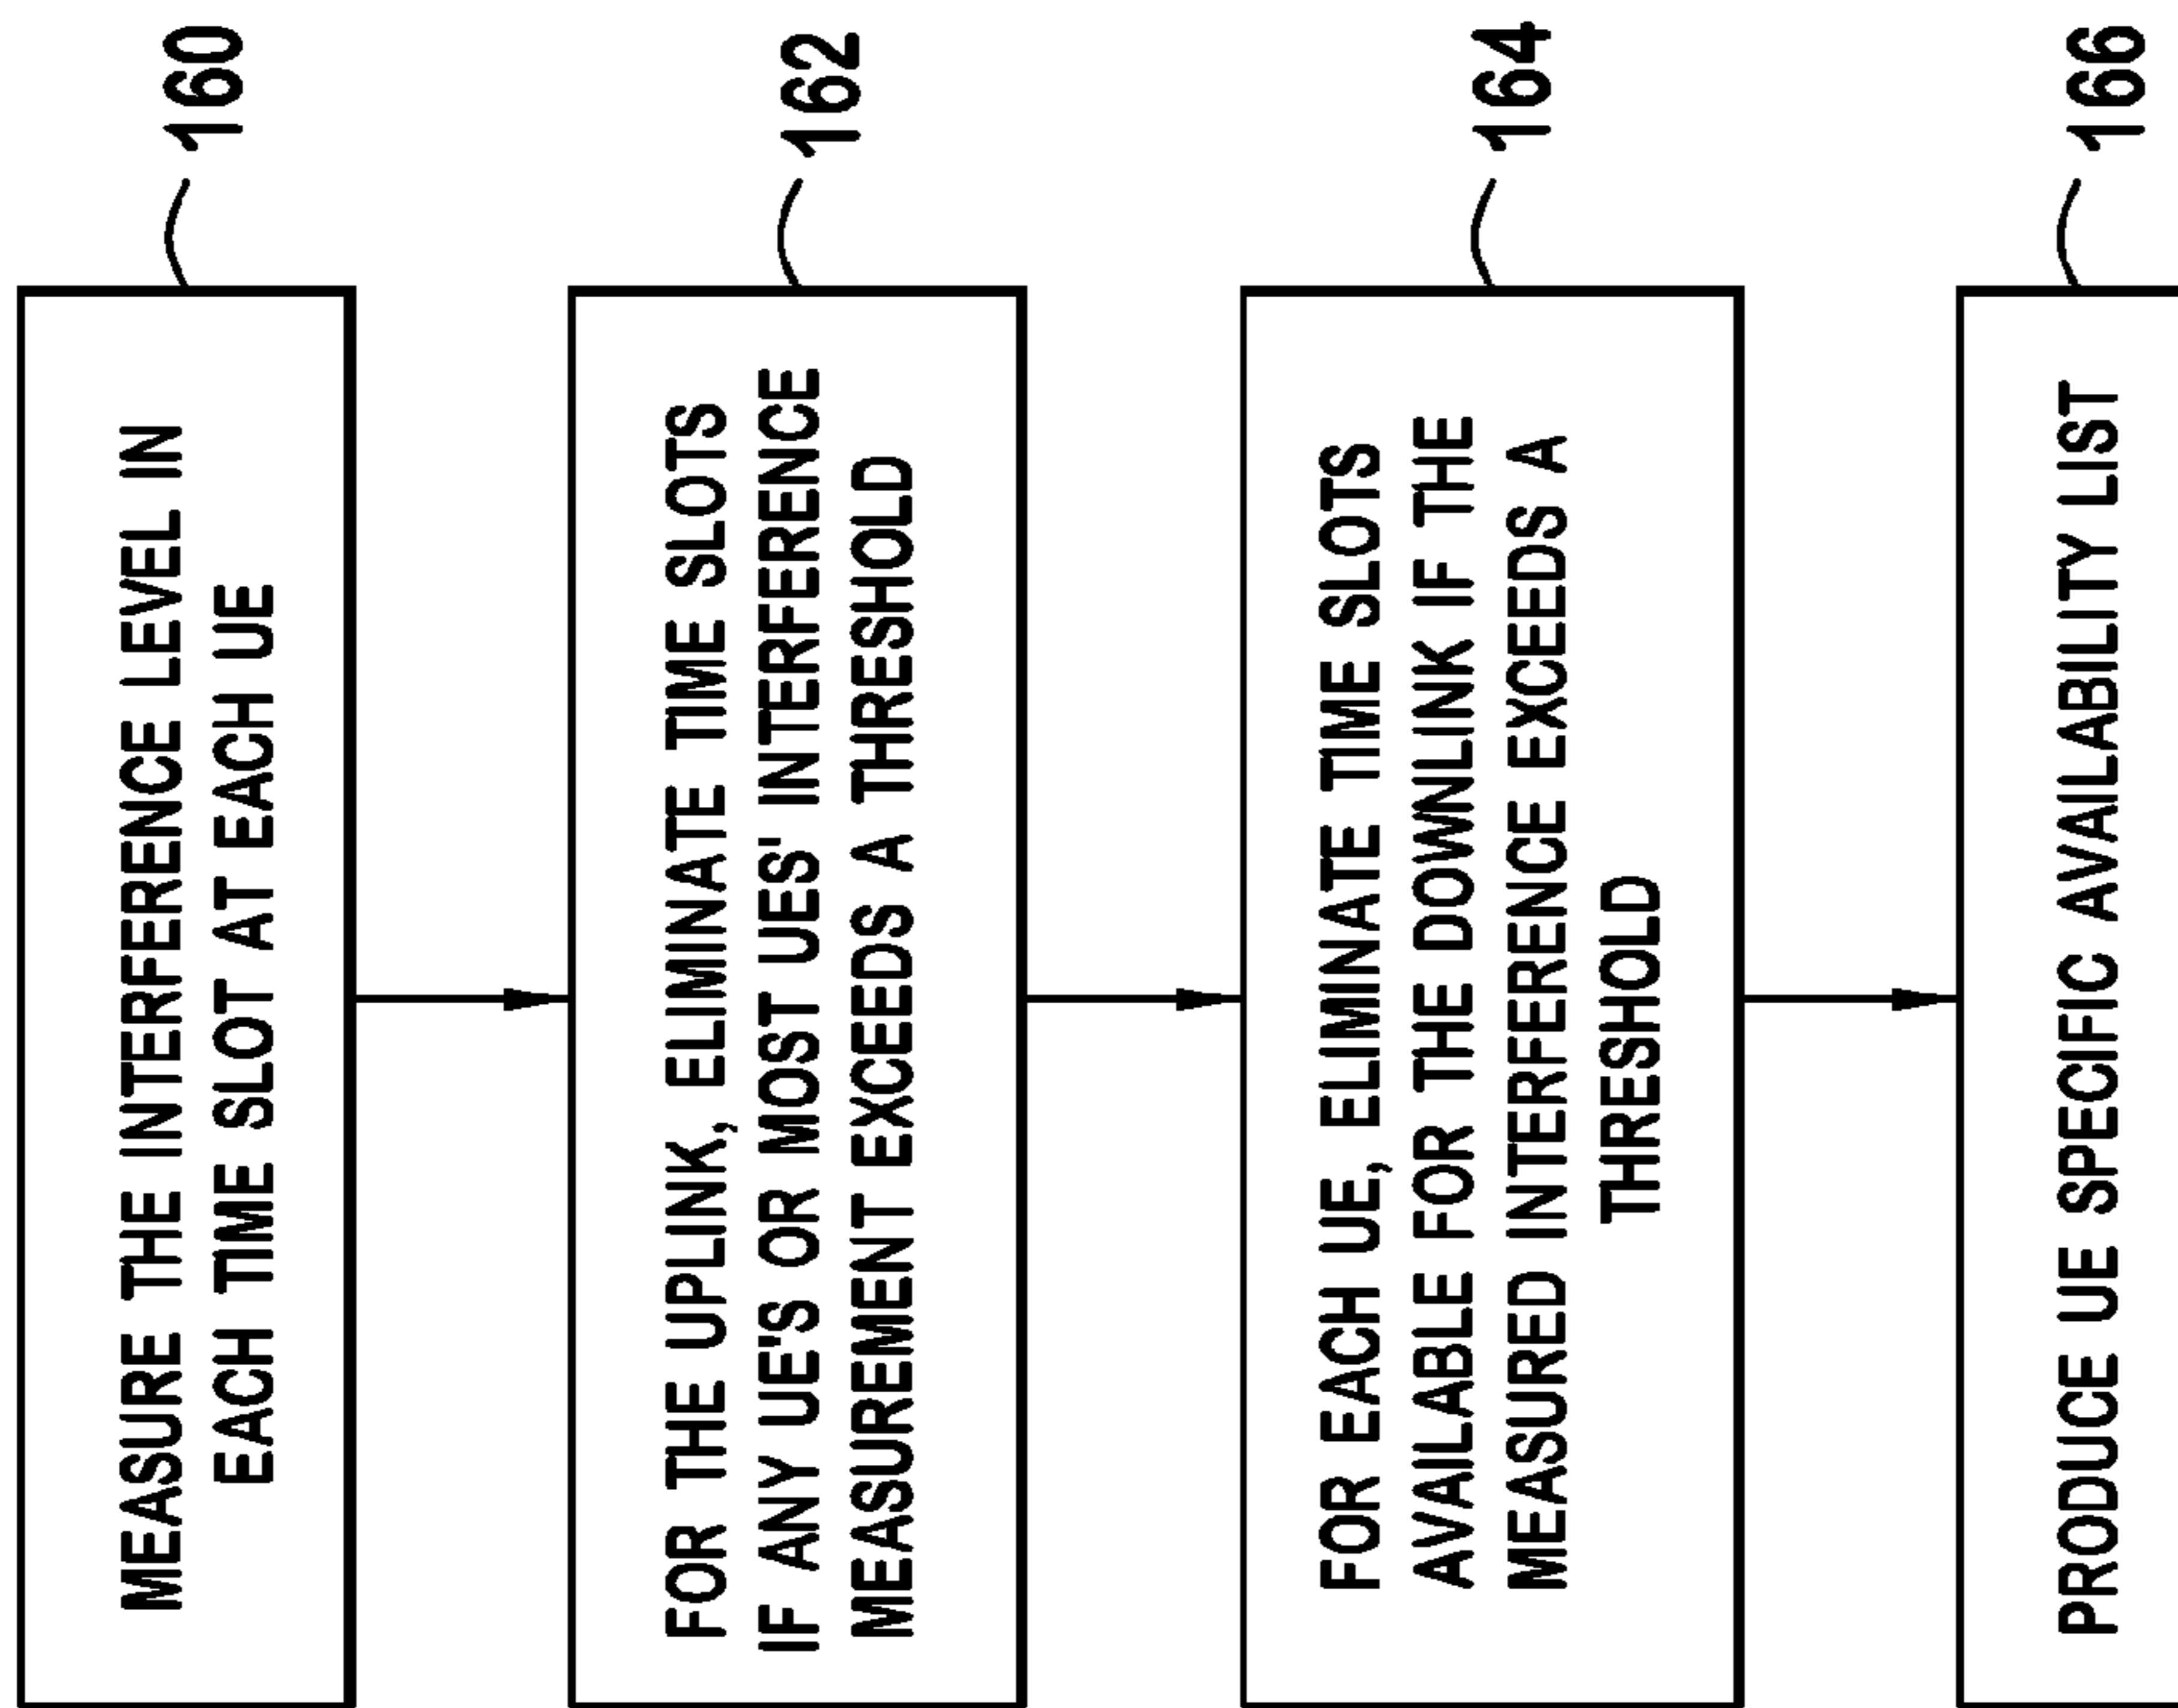 MEASURE THE INTERFERENCE LEVEL IN
EACH TIME SLOT AT EACH UE
160
FOR THE UPLINK, ELIMINATE TIME SLOTS
IF ANY UE'S OR MOST UES' INTERFERENCE
MEASUREMENT EXCEEDS A THRESHOLD
162
FOR EACH UE, ELIMINATE TIME SLOTS
AVAILABLE FOR THE DOWNLINK IF THE
MEASURED INTERFERENCE EXCEEDS A
THRESHOLD
164
PRODUCE UE SPECIFIC AVAILABILITY LIST
166